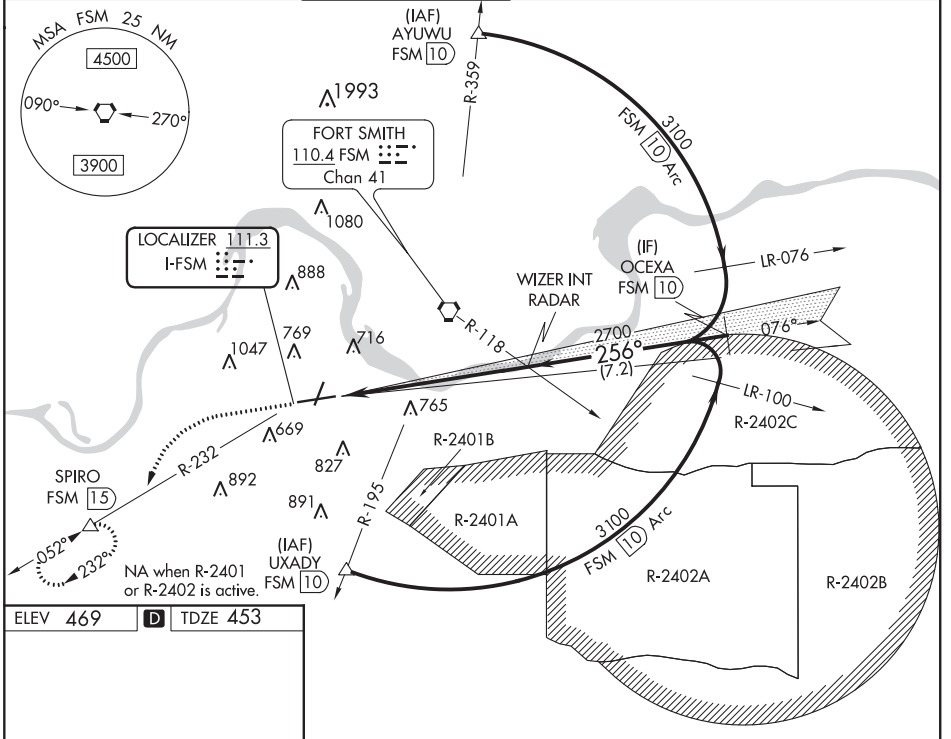 MSA FSM 25 NM
4500
090°
270°
3900
(IAF)
AYUWU
FSM 10
R-359
3100
FSM 10 Arc
1993
FORT SMITH
110.4 FSM
Chan 41
1080
LOCALIZER 111.3
I-FSM
888
(IF)
OCEXA
FSM 10
LR-076
WIZER INT
RADAR
R-118
2700
256°
(7.2)
076°
769
716
1047
LR-100
R-2402C
765
669
R-232
827
R-2401B
892
SPIRO
FSM 15
891
R-195
R-2401A
052°
232°
(IAF)
UXADY
FSM 10
3100
FSM 10 Arc
R-2402A
R-2402B
NA when R-2401
or R-2402 is active.
ELEV 469 D TDZE 453